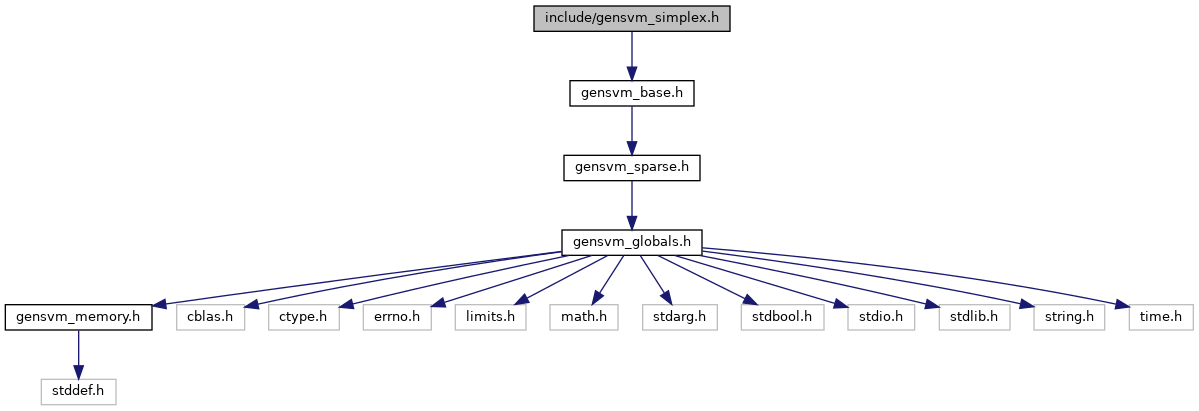 include/gensvm_simplex.h
gensvm_base.h
gensvm_sparse.h
gensvm_globals.h
gensvm_memory.h
cblas.h
ctype.h
errno.h
limits.h
math.h
stdarg.h
stdbool.h
stdio.h
stdlib.h
string.h
time.h
stddef.h